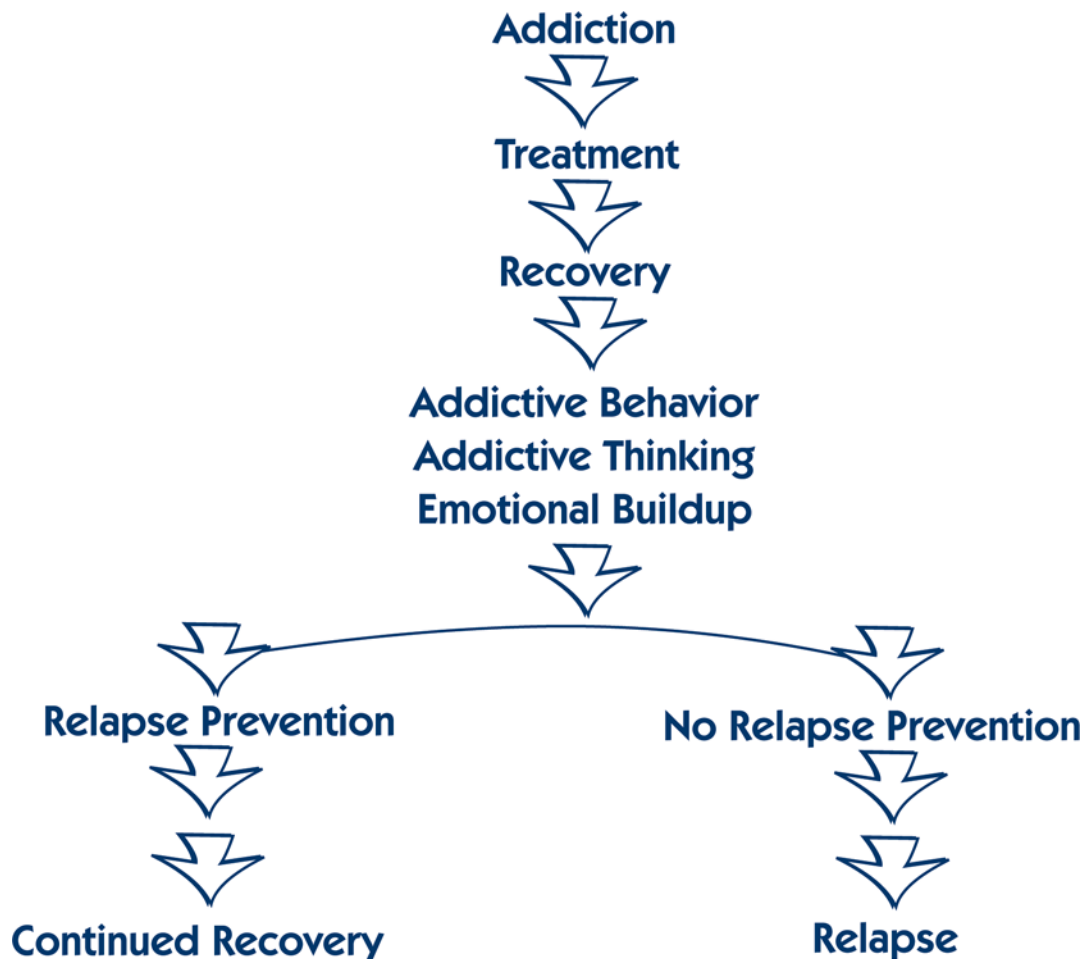 Addiction
Treatment
Recovery
Addictive Behavior
Addictive Thinking
Emotional Buildup
Relapse Prevention
No Relapse Prevention
Continued Recovery
Relapse